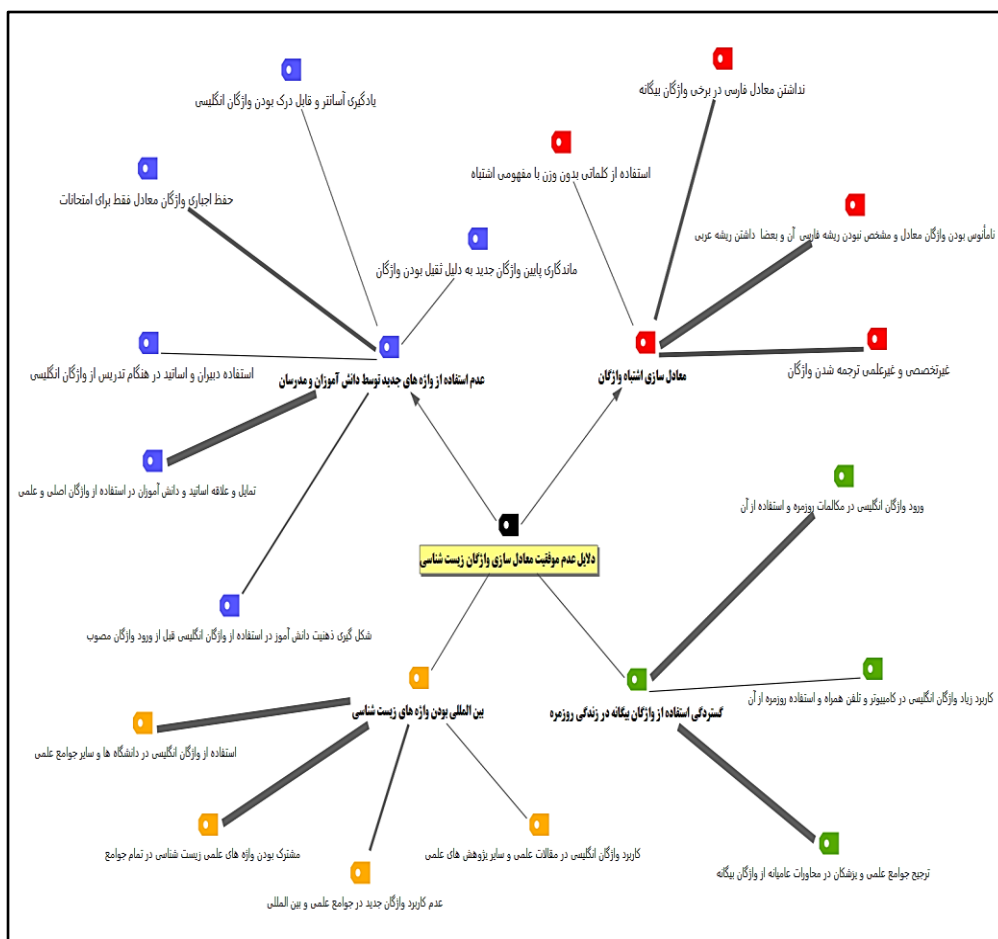 نداشتن معادل فارسی در برخی واژگان بیگانه
یادگیری آسانتر و قابل درک بودن واژگان انگلیسی
استفاده از کلماتی بدون وزن با مفهومی اشتباه
حفظ اجباری واژگان معادل فقط برای امتحانات
نامأنوس بودن واژگان معادل و مشخص نبودن ریشه فارسی آن و بعضا داشتن ریشه عربی
ماندگاری پایین واژگان جدید به دلیل ثقیل بودن واژگان
غیرتخصصی و غیرعلمی ترجمه شدن واژگان
استفاده دبیران و اساتید در هنگام تدریس از واژگان انگلیسی
معادل سازی اشتباه واژگان
عدم استفاده از واژه های جدید توسط دانش آموزان و مدرسان
تمایل و علاقه اساتید و دانش آموزان در استفاده از واژگان اصلی و علمی
ورود واژگان انگلیسی در مکالمات روزمره و استفاده از آن
دلایل عدم موفقیت معادل سازی واژگان زیست شناسی
شکل گیری ذهنیت دانش آموز در استفاده از واژگان انگلیسی قبل از ورود واژگان مصوب
کاربرد زیاد واژگان انگلیسی در کامپیوتر و تلفن همراه و استفاده روزمره از آن
گستردگی استفاده از واژگان بیگانه در زندگی روزمره
بین المللی بودن واژه های زیست شناسی
استفاده از واژگان انگلیسی در دانشگاه ها و سایر جوامع علمی
مشترک بودن واژه های علمی زیست شناسی در تمام جوامع
کاربرد واژگان انگلیسی در مقالات علمی و سایر پژوهش های علمی
ترجیح جوامع علمی و پزشکان در محاورات عامیانه از واژگان بیگانه
عدم کاربرد واژگان جدید در جوامع علمی و بین المللی